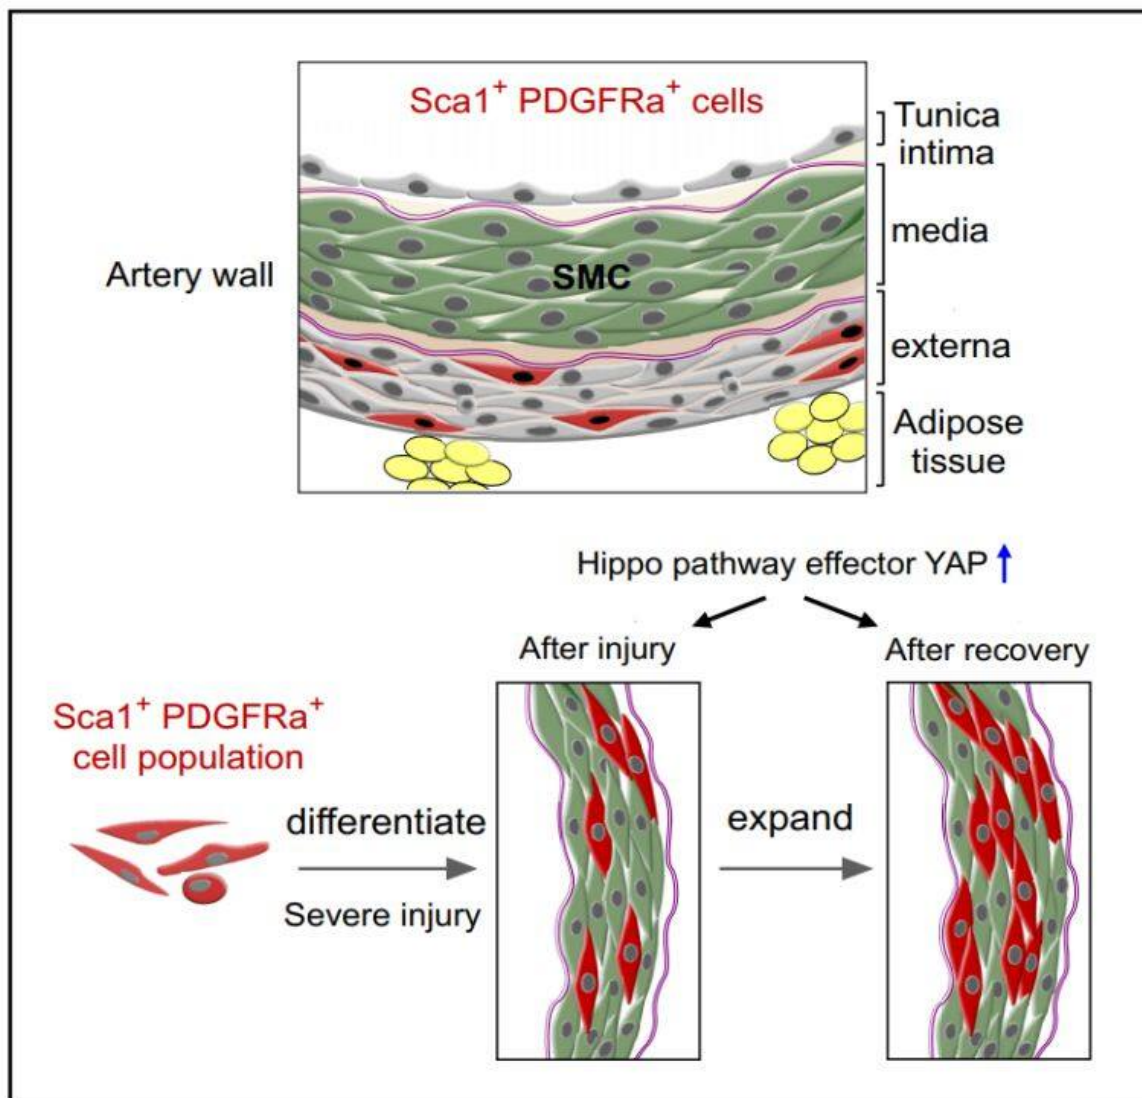 Sca1⁺ PDGFRa⁺ cells
Tunica
intima
media
Artery wall
SMC
externa
Adipose
tissue
Hippo pathway effector YAP ↑
After injury
After recovery
Sca1⁺ PDGFRa⁺
cell population
differentiate
Severe injury
expand